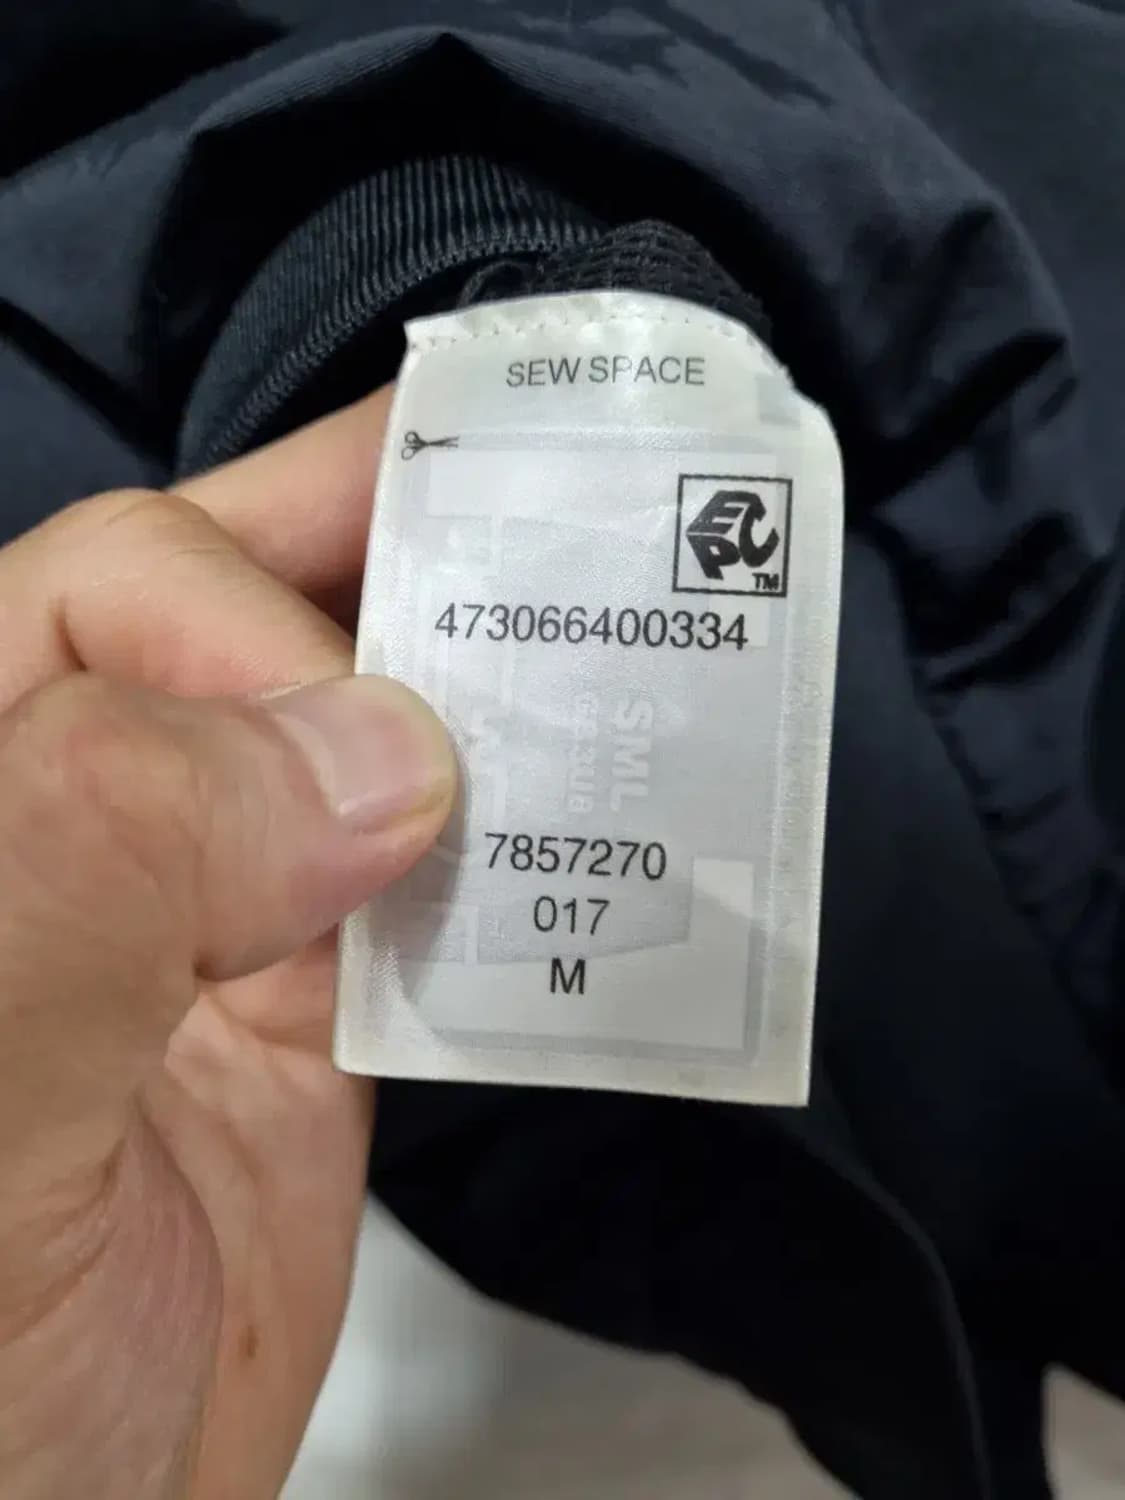 SEW SPACE
EPC
TM
473066400334
SML
7857270
017
M